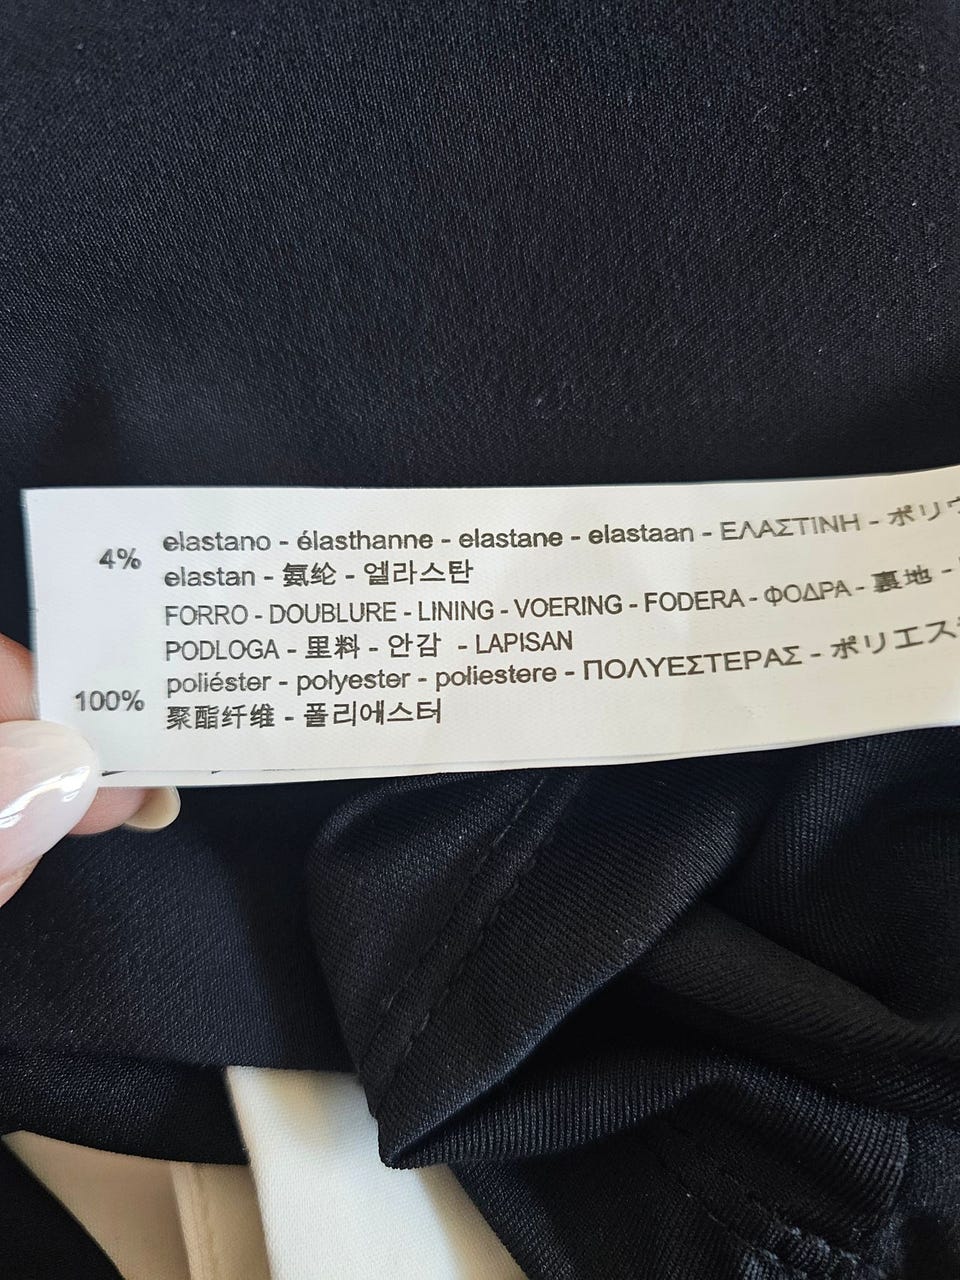 4% elastano - élasthanne - elastane - elastaan - ΕΛΑΣΤΙΝΗ -
elastan - 氨纶 - 엘라스탄
FORRO - DOUBLURE - LINING - VOERING - FODERA - ΦΟΔΡΑ - 裏地 -
PODLOGA - 里料 - 안감 - LAPISAN
100% poliéster - polyester - poliestere - ΠΟΛΥΕΣΤΕΡΑΣ -
聚酯纤维 - 폴리에스터